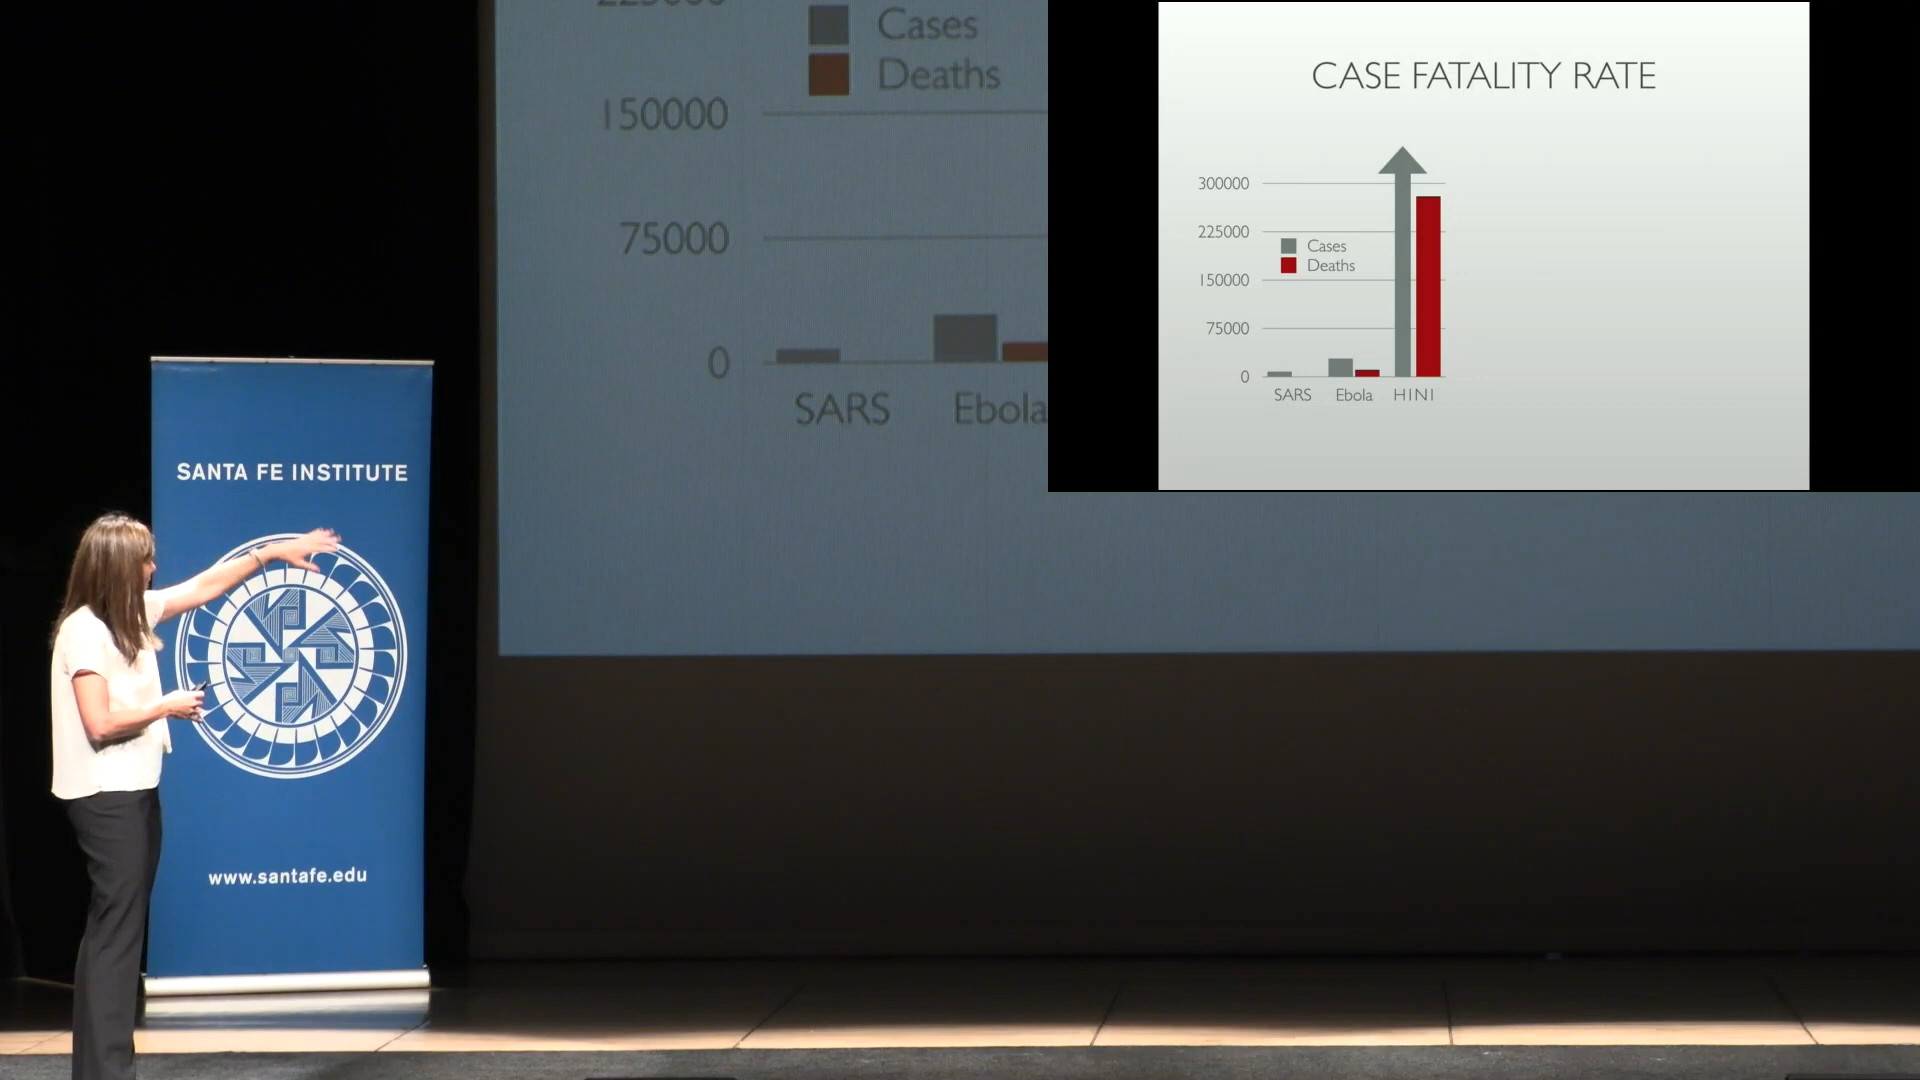 225000
Cases
Deaths
150000
75000
0
SARS
Ebola
CASE FATALITY RATE
300000
225000
Cases
Deaths
150000
75000
0
SARS
Ebola
H1N1
SANTA FE INSTITUTE
www.santafe.edu